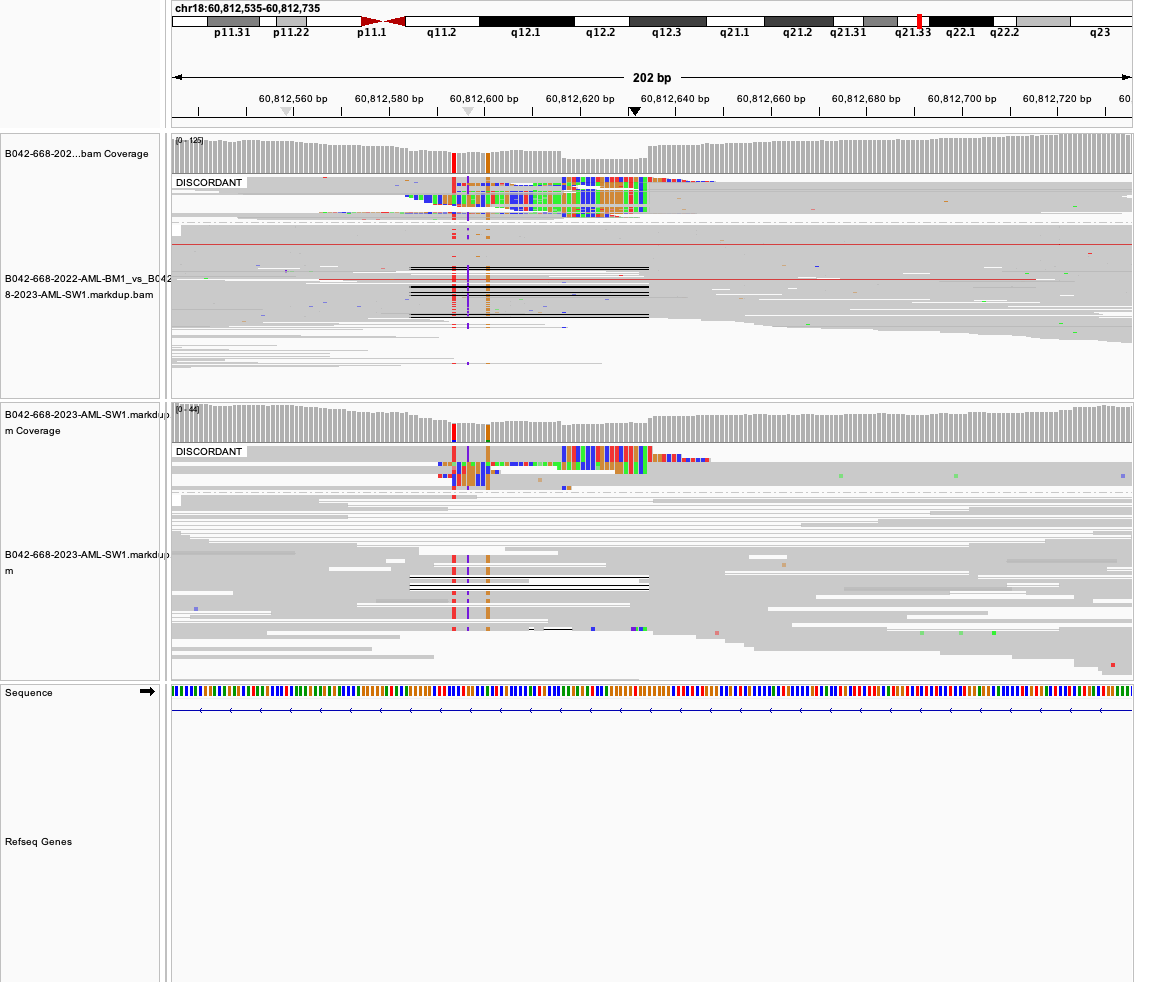 chr18:60,812,535-60,812,735
p11.31 p11.22 p11.1 q11.2 q12.1 q12.2 q12.3 q21.1 q21.2 q21.31 q21.33 q22.1 q22.2 q23
202 bp
60,812,560 bp 60,812,580 bp 60,812,600 bp 60,812,620 bp 60,812,640 bp 60,812,660 bp 60,812,680 bp 60,812,700 bp 60,812,720 bp 60,
[0 - 125]
B042-668-202...bam Coverage
DISCORDANT
B042-668-2022-AML-BM1_vs_B042
8-2023-AML-SW1.markdup.bam
[0 - 44]
B042-668-2023-AML-SW1.markdup
m Coverage
DISCORDANT
B042-668-2023-AML-SW1.markdup
m
Sequence
Refseq Genes